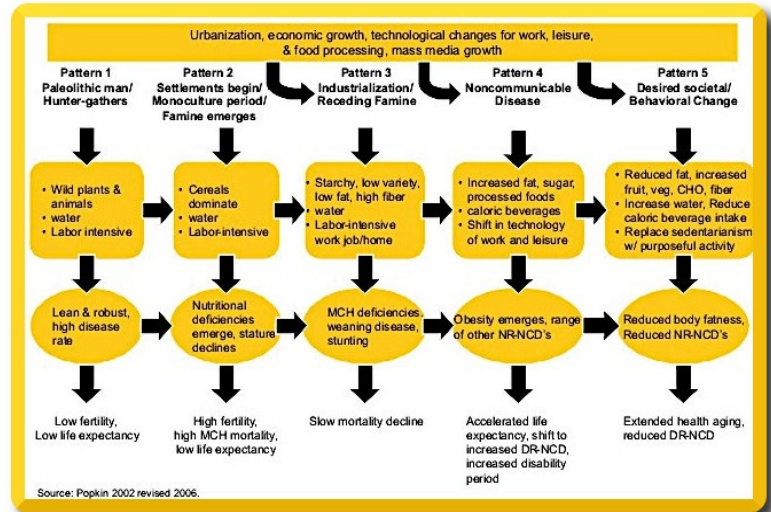 Urbanization, economic growth, technological changes for work, leisure,
& food processing, mass media growth
Pattern 1
Paleolithic man/
Hunter-gathers
Pattern 2
Settlements begin/
Monoculture period/
Famine emerges
Pattern 3
Industrialization/
Receding Famine
Pattern 4
Noncommunicable
Disease
Pattern 5
Desired societal/
Behavioral Change
• Wild plants &
animals
• water
• Labor intensive
• Cereals
dominate
• water
• Labor-intensive
• Starchy, low variety,
low fat, high fiber
• water
• Labor-intensive
work job/home
• Increased fat, sugar,
processed foods
• caloric beverages
• Shift in technology
of work and leisure
• Reduced fat, increased
fruit, veg, CHO, fiber
• Increase water, Reduce
caloric beverage intake
• Replace sedentarianism
w/ purposeful activity
Lean & robust,
high disease
rate
Nutritional
deficiencies
emerge, stature
declines
MCH deficiencies,
weaning disease,
stunting
Obesity emerges, range
of other NR-NCD's
Reduced body fatness,
Reduced NR-NCD's
Low fertility,
Low life expectancy
High fertility,
high MCH mortality,
low life expectancy
Slow mortality decline
Accelerated life
expectancy, shift to
increased DR-NCD,
increased disability
period
Extended health aging,
reduced DR-NCD
Source: Popkin 2002 revised 2006.